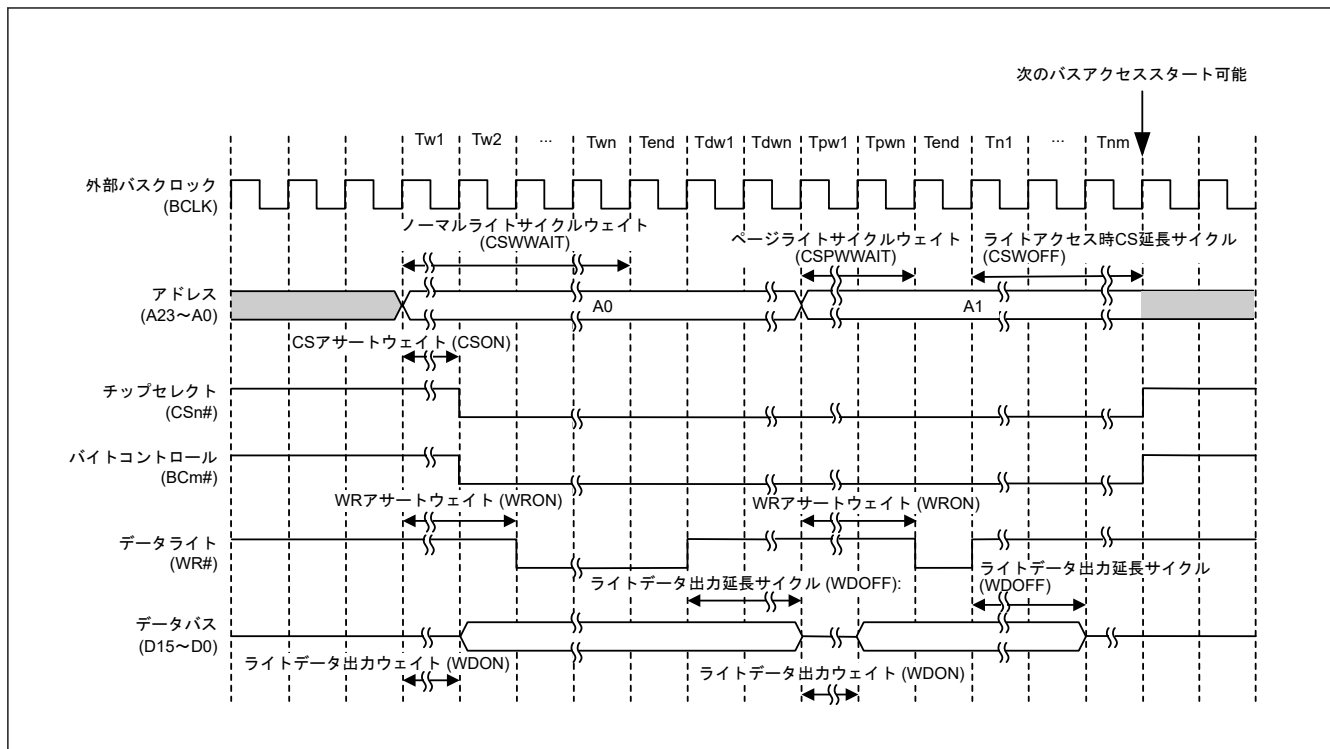 次のバスアクセススタート可能
Tw1 Tw2 ... Twn Tend Tdw1 Tdwn Tpw1 Tpwn Tend Tn1 ... Tnm
外部バスクロック
(BCLK)
ノーマルライトサイクルウェイト
(CSWWAIT)
ページライトサイクルウェイト
(CSPWWAIT)
ライトアクセス時CS延長サイクル
(CSWOFF)
アドレス
(A23～A0)
A0
A1
CSアサートウェイト (CSON)
チップセレクト
(CSn#)
バイトコントロール
(BCm#)
WRアサートウェイト (WRON)
WRアサートウェイト (WRON)
データライト
(WR#)
ライトデータ出力延長サイクル (WDOFF):
ライトデータ出力延長サイクル
(WDOFF)
データバス
(D15～D0)
ライトデータ出力ウェイト (WDON)
ライトデータ出力ウェイト (WDON)